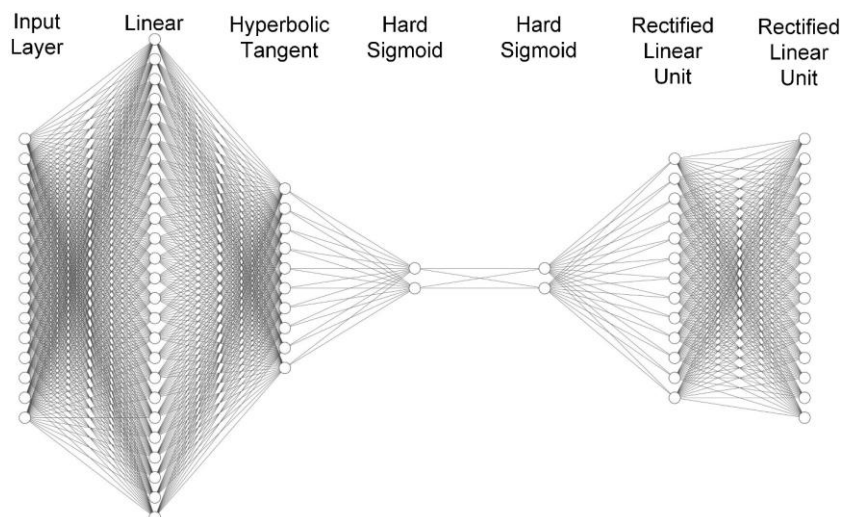 Input
Layer
Linear
Hyperbolic
Tangent
Hard
Sigmoid
Hard
Sigmoid
Rectified
Linear
Unit
Rectified
Linear
Unit